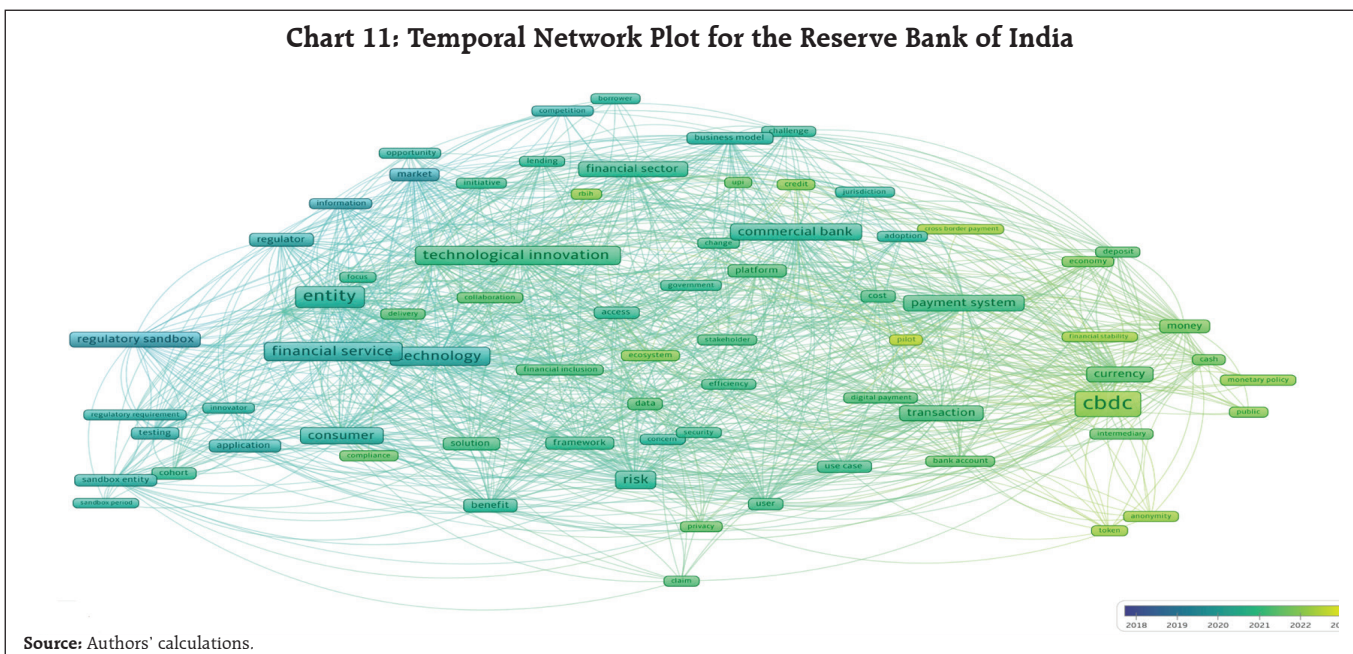 Chart 11: Temporal Network Plot for the Reserve Bank of India
borrower
competition
business model
challenge
opportunity
lending
financial sector
market
initiative
upi
credit
rbih
jurisdiction
information
regulator
commercial bank
adoption
cross border payment
change
technological innovation
deposit
economy
focus
platform
government
entity
collaboration
cost
payment system
delivery
access
money
regulatory sandbox
stakeholder
pilot
financial stability
financial service
technology
ecosystem
cash
financial inclusion
currency
monetary policy
efficiency
digital payment
cbdc
data
regulatory requirement
innovator
transaction
public
testing
consumer
concern
security
intermediary
application
solution
framework
compliance
bank account
cohort
use case
sandbox entity
risk
sandbox period
benefit
user
anonymity
privacy
token
claim
2018 2019 2020 2021 2022
Source: Authors' calculations.